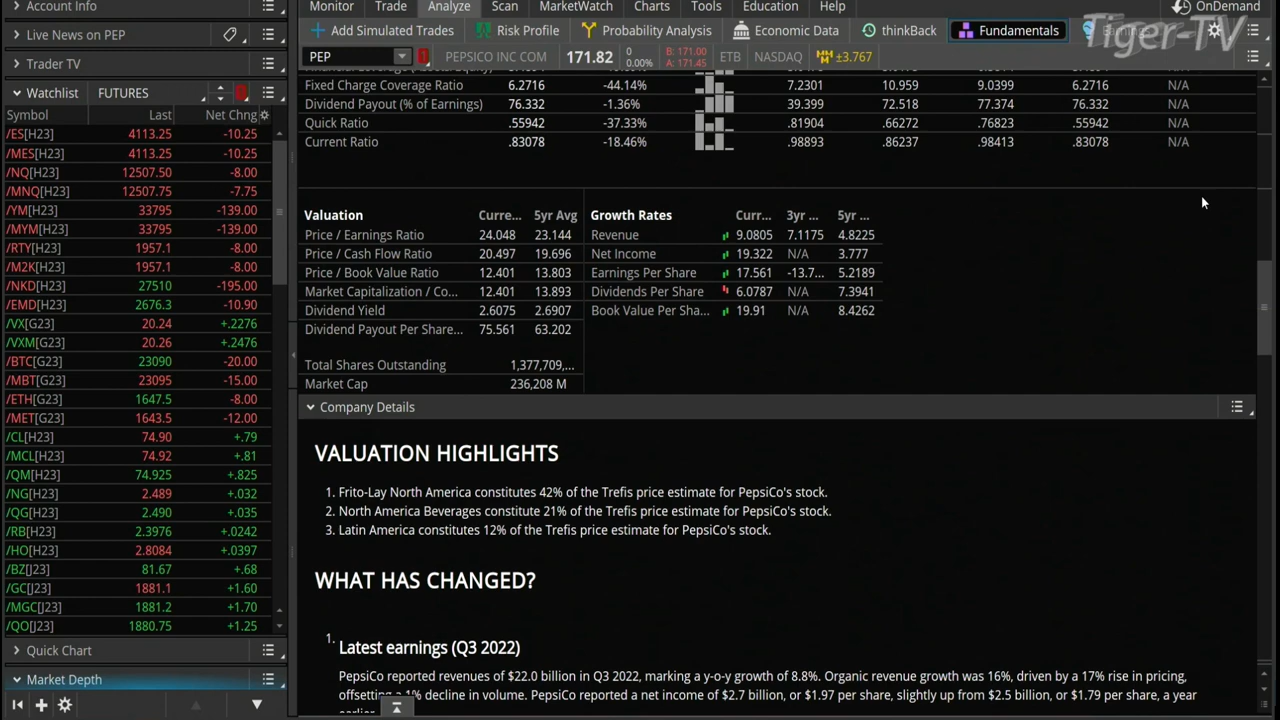 Account Info
Monitor Trade Analyze Scan MarketWatch Charts Tools Education Help OnDemand
Live News on PEP
Add Simulated Trades Risk Profile Probability Analysis Economic Data thinkBack Fundamentals
Tiger-TV
Trader TV
PEP PEPSICO INC COM 171.82 0 0.00% B: 171.00 A: 171.45 ETB NASDAQ ±3.767
Watchlist FUTURES
Symbol Last Net Chng
/ES[H23] 4113.25 -10.25
/MES[H23] 4113.25 -10.25
/NQ[H23] 12507.50 -8.00
/MNQ[H23] 12507.75 -7.75
/YM[H23] 33795 -139.00
/MYM[H23] 33795 -139.00
/RTY[H23] 1957.1 -8.00
/M2K[H23] 1957.1 -8.00
/NKD[H23] 27510 -195.00
/EMD[H23] 2676.3 -10.90
/VX[G23] 20.24 +.2276
/VXM[G23] 20.26 +.2476
/BTC[G23] 23090 -20.00
/MBT[G23] 23095 -15.00
/ETH[G23] 1647.5 -8.00
/MET[G23] 1643.5 -12.00
/CL[H23] 74.90 +.79
/MCL[H23] 74.92 +.81
/QM[H23] 74.925 +.825
/NG[H23] 2.489 +.032
/QG[H23] 2.490 +.035
/RB[H23] 2.3976 +.0242
/HO[H23] 2.8084 +.0397
/BZ[J23] 81.67 +.68
/GC[J23] 1881.1 +1.60
/MGC[J23] 1881.2 +1.70
/QO[J23] 1880.75 +1.25
Quick Chart
Market Depth
Fixed Charge Coverage Ratio 6.2716 -44.14% 7.2301 10.959 9.0399 6.2716 N/A
Dividend Payout (% of Earnings) 76.332 -1.36% 39.399 72.518 77.374 76.332 N/A
Quick Ratio .55942 -37.33% .81904 .66272 .76823 .55942 N/A
Current Ratio .83078 -18.46% .98893 .86237 .98413 .83078 N/A
Valuation Curre... 5yr Avg Growth Rates Curr... 3yr ... 5yr ...
Price / Earnings Ratio 24.048 23.144 Revenue 9.0805 7.1175 4.8225
Price / Cash Flow Ratio 20.497 19.696 Net Income 19.322 N/A 3.777
Price / Book Value Ratio 12.401 13.803 Earnings Per Share 17.561 -13.7... 5.2189
Market Capitalization / Co... 12.401 13.893 Dividends Per Share 6.0787 N/A 7.3941
Dividend Yield 2.6075 2.6907 Book Value Per Sha... 19.91 N/A 8.4262
Dividend Payout Per Share... 75.561 63.202
Total Shares Outstanding 1,377,709,...
Market Cap 236,208 M
Company Details
VALUATION HIGHLIGHTS
1. Frito-Lay North America constitutes 42% of the Trefis price estimate for PepsiCo's stock.
2. North America Beverages constitute 21% of the Trefis price estimate for PepsiCo's stock.
3. Latin America constitutes 12% of the Trefis price estimate for PepsiCo's stock.
WHAT HAS CHANGED?
1. Latest earnings (Q3 2022)
PepsiCo reported revenues of $22.0 billion in Q3 2022, marking a y-o-y growth of 8.8%. Organic revenue growth was 16%, driven by a 17% rise in pricing,
offsetting a 1% decline in volume. PepsiCo reported a net income of $2.7 billion, or $1.97 per share, slightly up from $2.5 billion, or $1.79 per share, a year